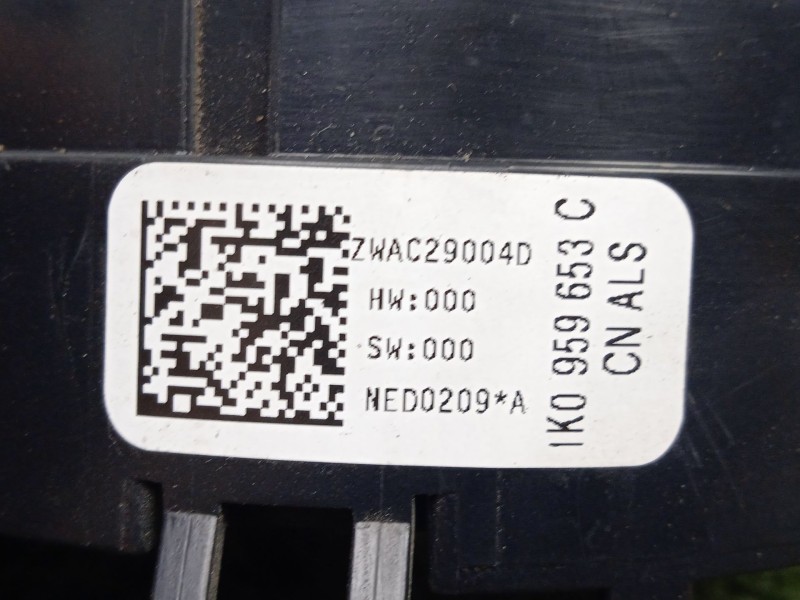 ZWAC29004D
HW:000
SW:000
NED0209*A
1K0 959 653 C
CN ALS